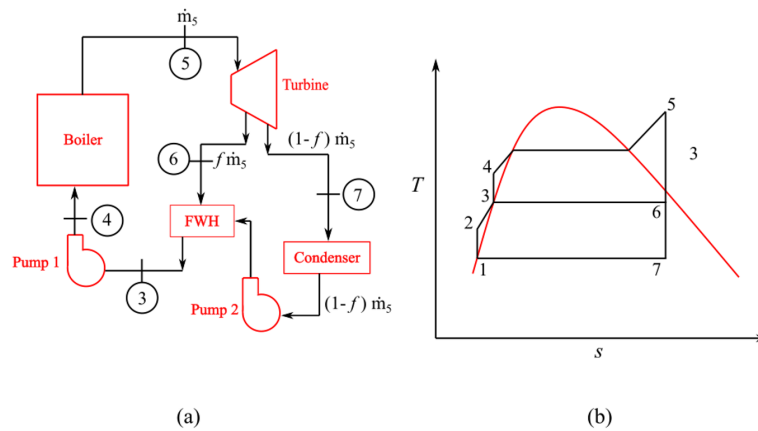 ṁ₅
5
Turbine
Boiler
(1-f) ṁ₅
6
fṁ₅
7
4
FWH
Pump 1
Condenser
3
Pump 2
(1-f) ṁ₅
(a)
T
5
4
3
3
2
6
1
7
s
(b)